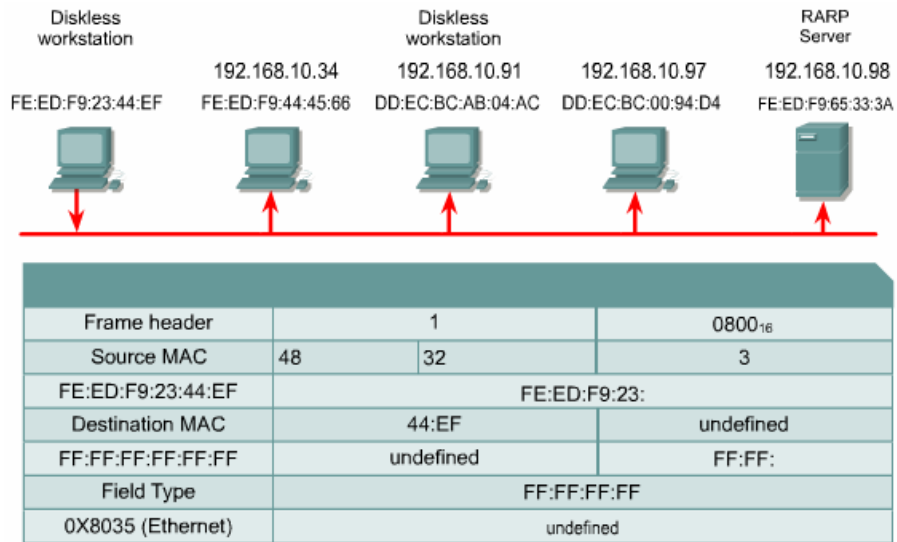 Diskless
workstation
Diskless
workstation
RARP
Server
192.168.10.34
192.168.10.91
192.168.10.97
192.168.10.98
FE:ED:F9:23:44:EF
FE:ED:F9:44:45:66
DD:EC:BC:AB:04:AC
DD:EC:BC:00:94:D4
FE:ED:F9:65:33:3A
Frame header 1 0800₁₆
Source MAC 48 32 3
FE:ED:F9:23:44:EF FE:ED:F9:23:
Destination MAC 44:EF undefined
FF:FF:FF:FF:FF:FF undefined FF:FF:
Field Type FF:FF:FF:FF
0X8035 (Ethernet) undefined